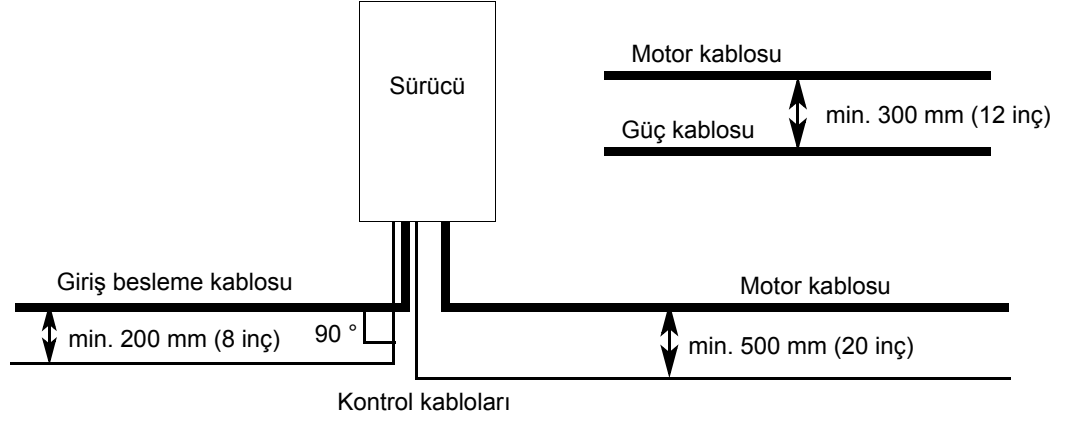 Sürücü
Motor kablosu
min. 300 mm (12 inç)
Güç kablosu
Giriş besleme kablosu
Motor kablosu
min. 200 mm (8 inç)
90 °
min. 500 mm (20 inç)
Kontrol kabloları